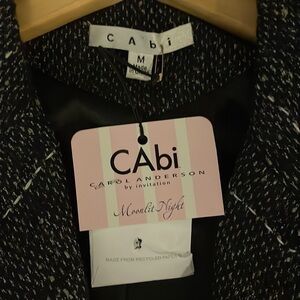 CAbi
M
CAbi
CAROL ANDERSON
by invitation
Moonlit Night
MADE FROM RECYCLED PAPER